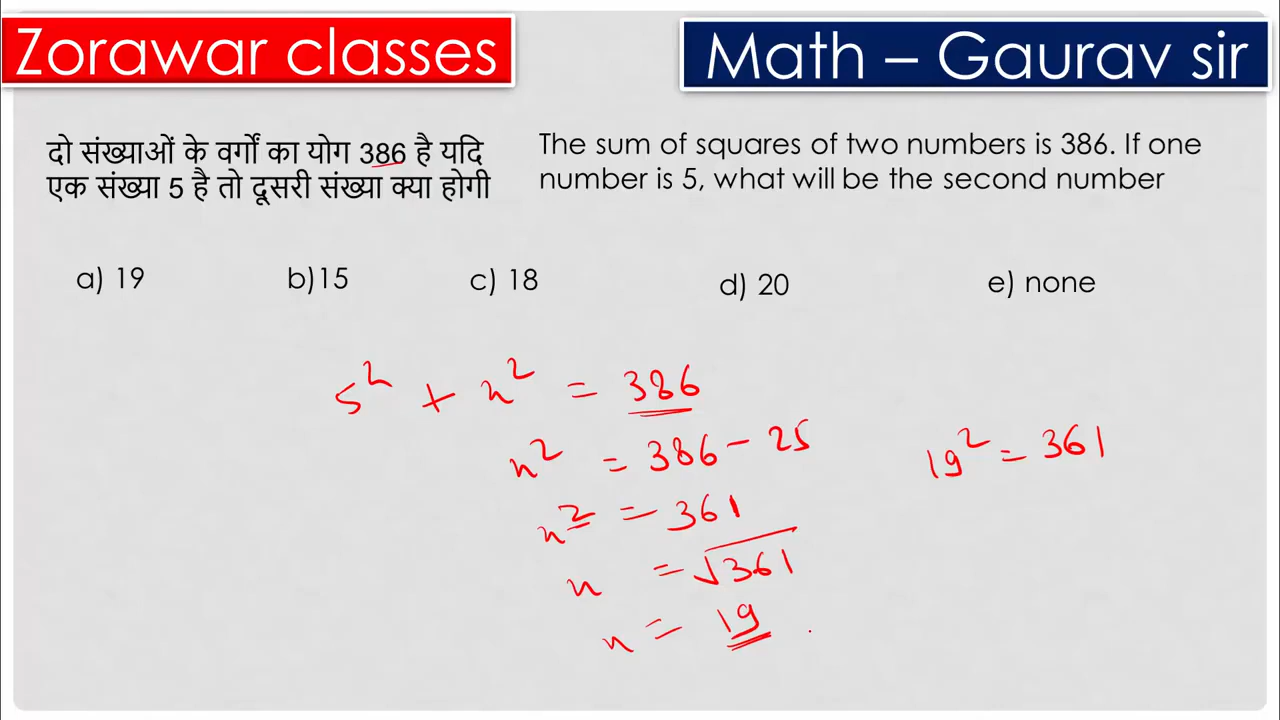 Zorawar classes
Math – Gaurav sir
दो संख्याओं के वर्गों का योग 386 है यदि
एक संख्या 5 है तो दूसरी संख्या क्या होगी
The sum of squares of two numbers is 386. If one
number is 5, what will be the second number
a) 19
b)15
c) 18
d) 20
e) none
5² + x² = 386
x² = 386 – 25
x² = 361
x = √361
x = 19
19² = 361